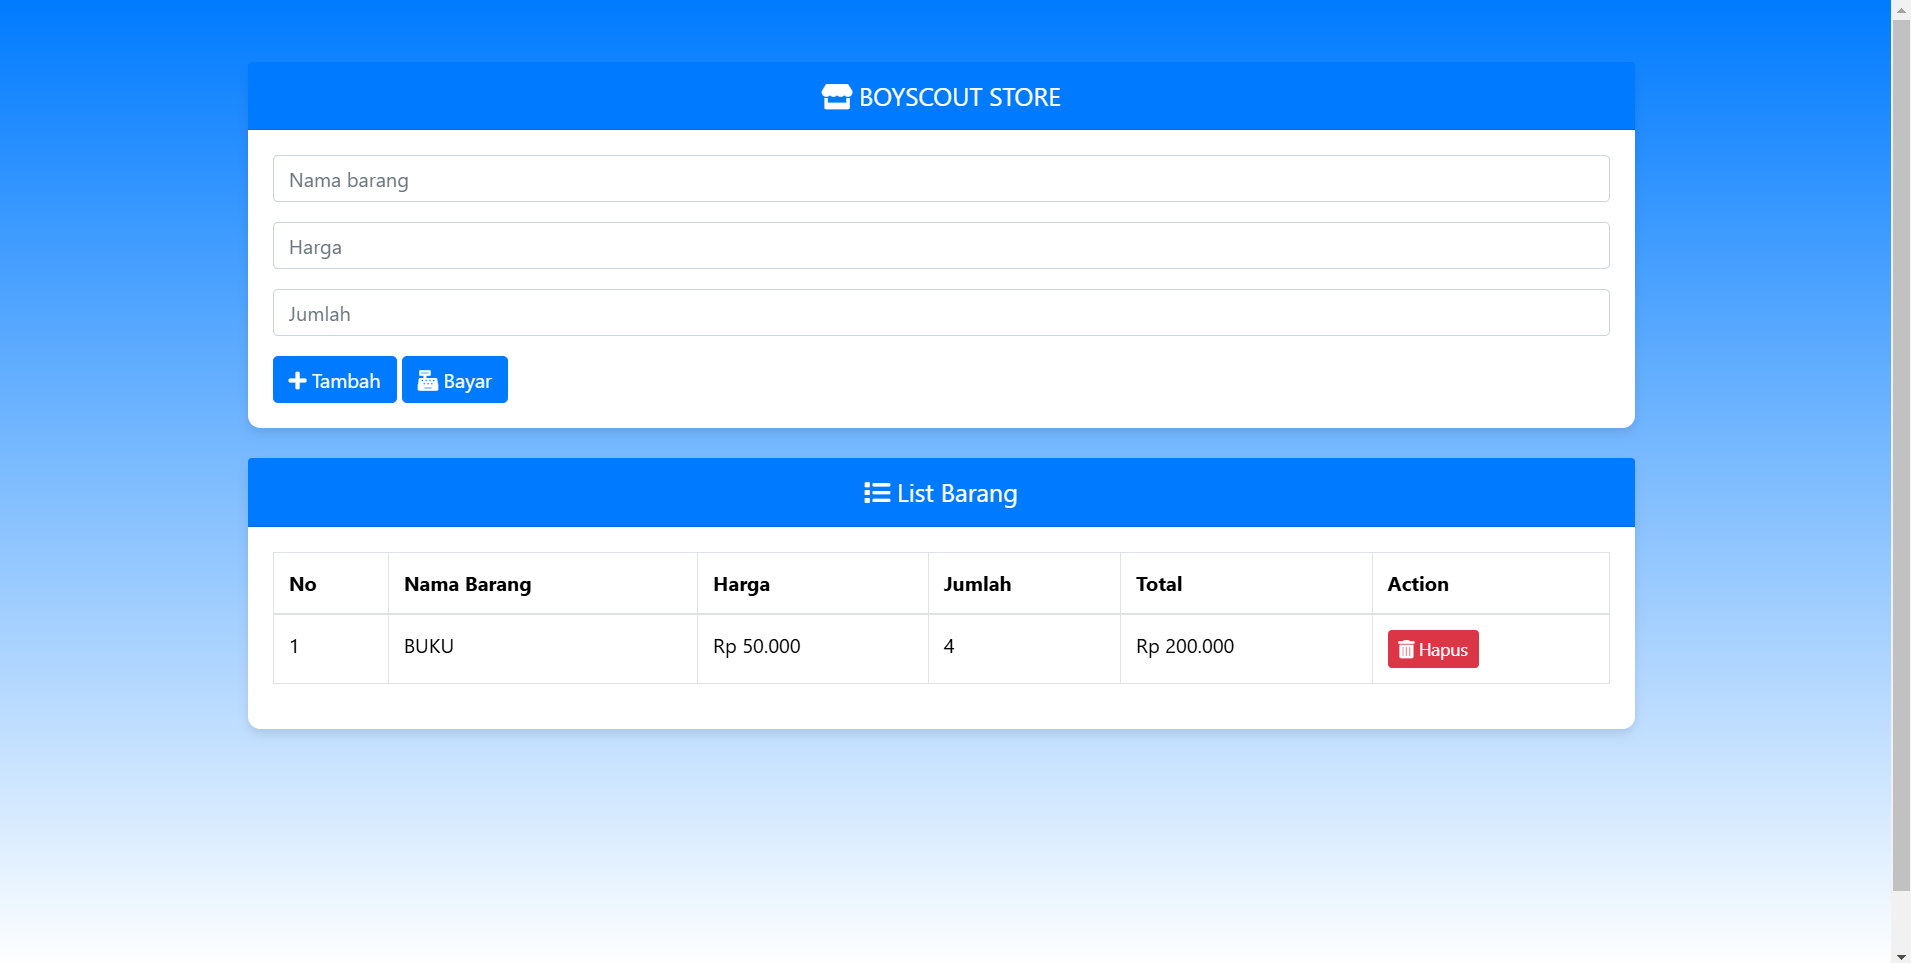 BOYSCOUT STORE
Nama barang
Harga
Jumlah
Tambah Bayar
List Barang
No Nama Barang Harga Jumlah Total Action
1 BUKU Rp 50.000 4 Rp 200.000 Hapus